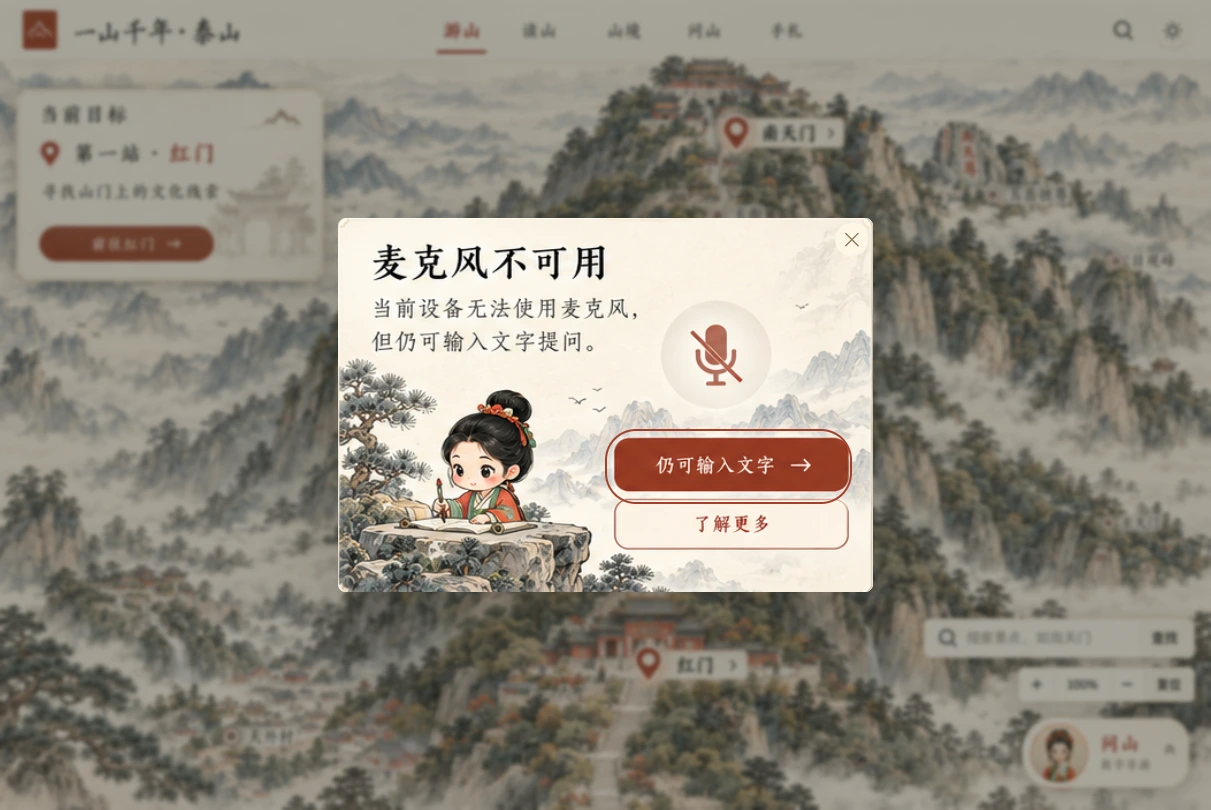 一山千年·泰山
游山
读山
山境
问山
手札
当前目标
第一站·红门
寻找山门上的文化线索
前往红门 →
南天门 ›
麦克风不可用
当前设备无法使用麦克风，
但仍可输入文字提问。
仍可输入文字 →
了解更多
红门 ›
查找
+ 100% − 复位
问山